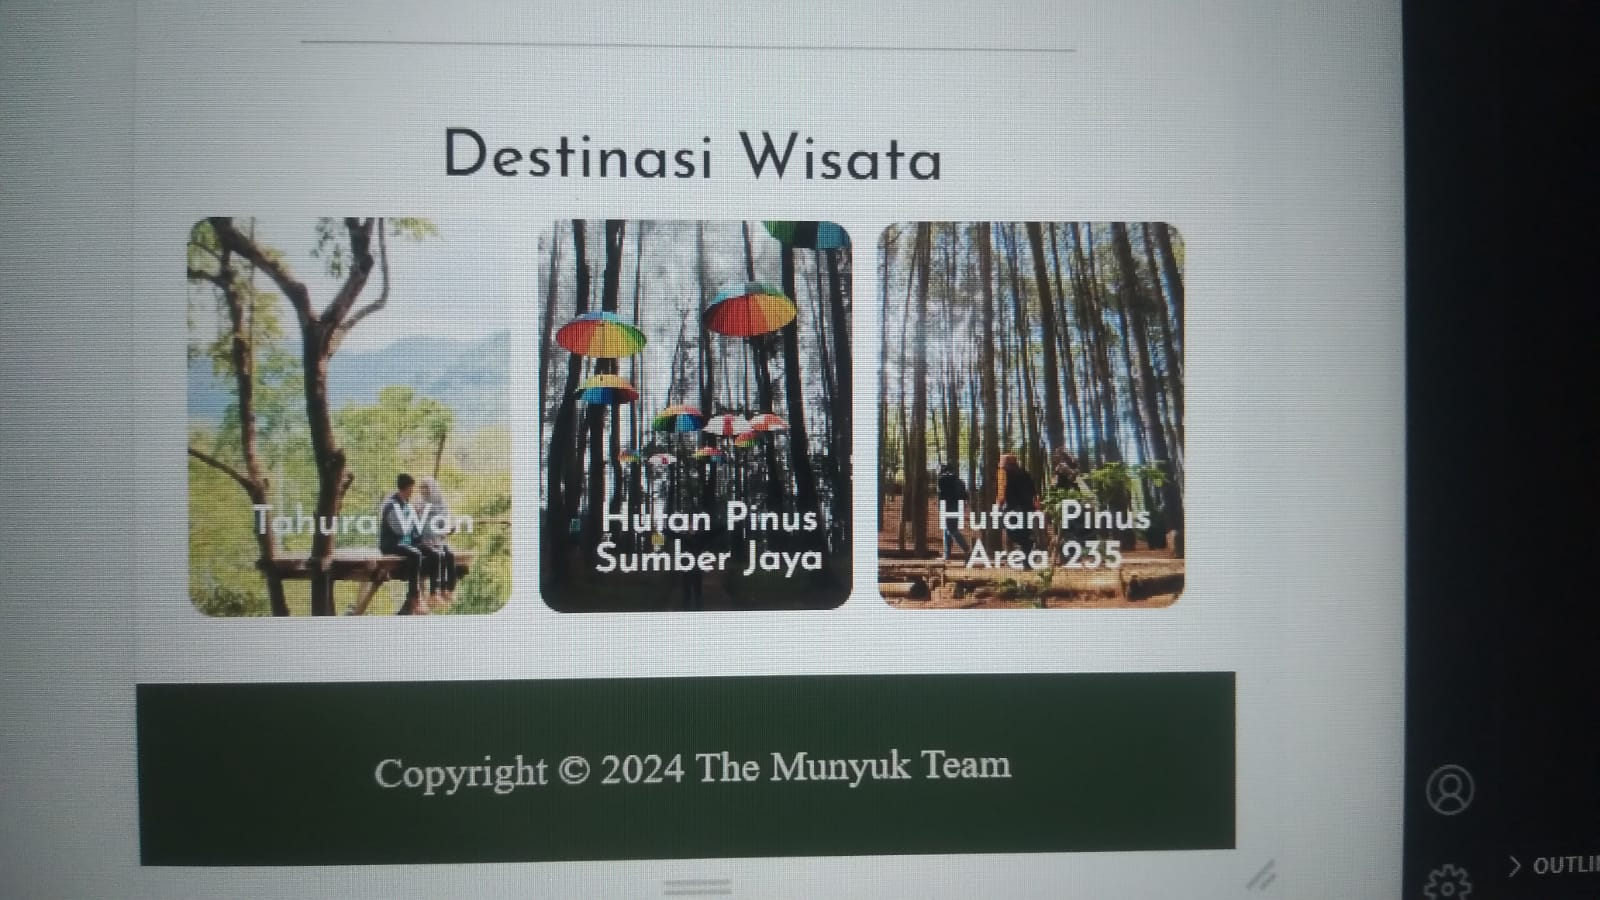 Destinasi Wisata
Tahura Wan
Hutan Pinus
Sumber Jaya
Hutan Pinus
Area 235
Copyright © 2024 The Munyuk Team